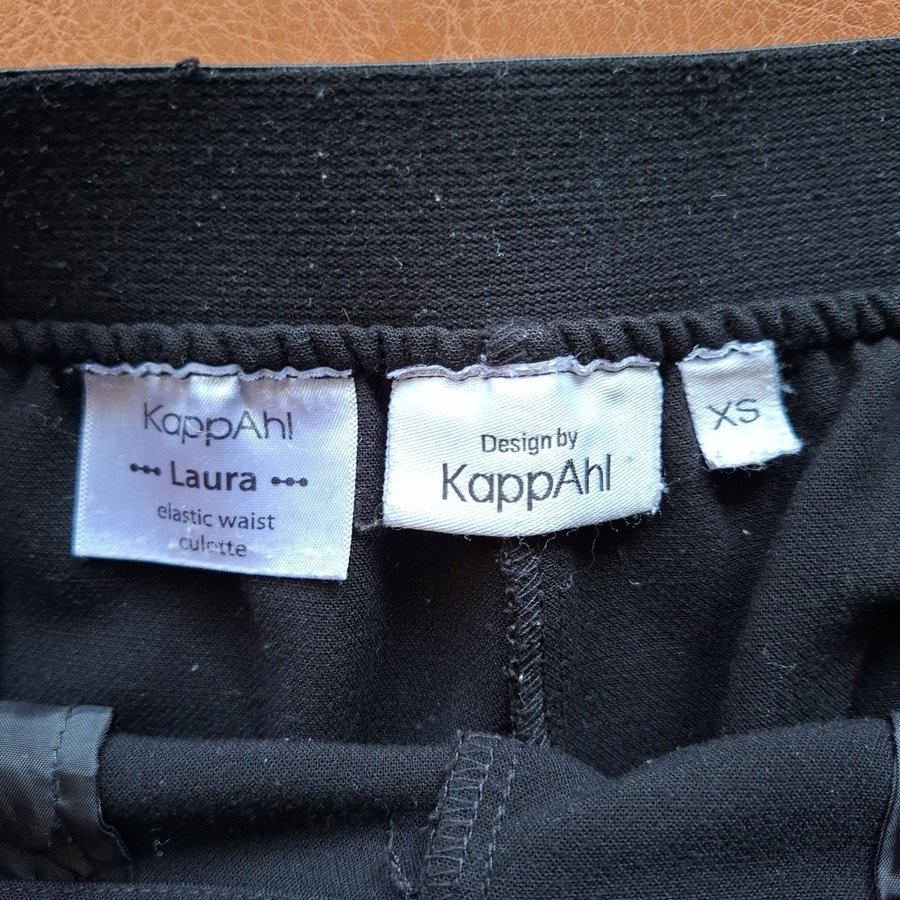 KappAhl
Laura
elastic waist
culotte
Design by
KappAhl
XS